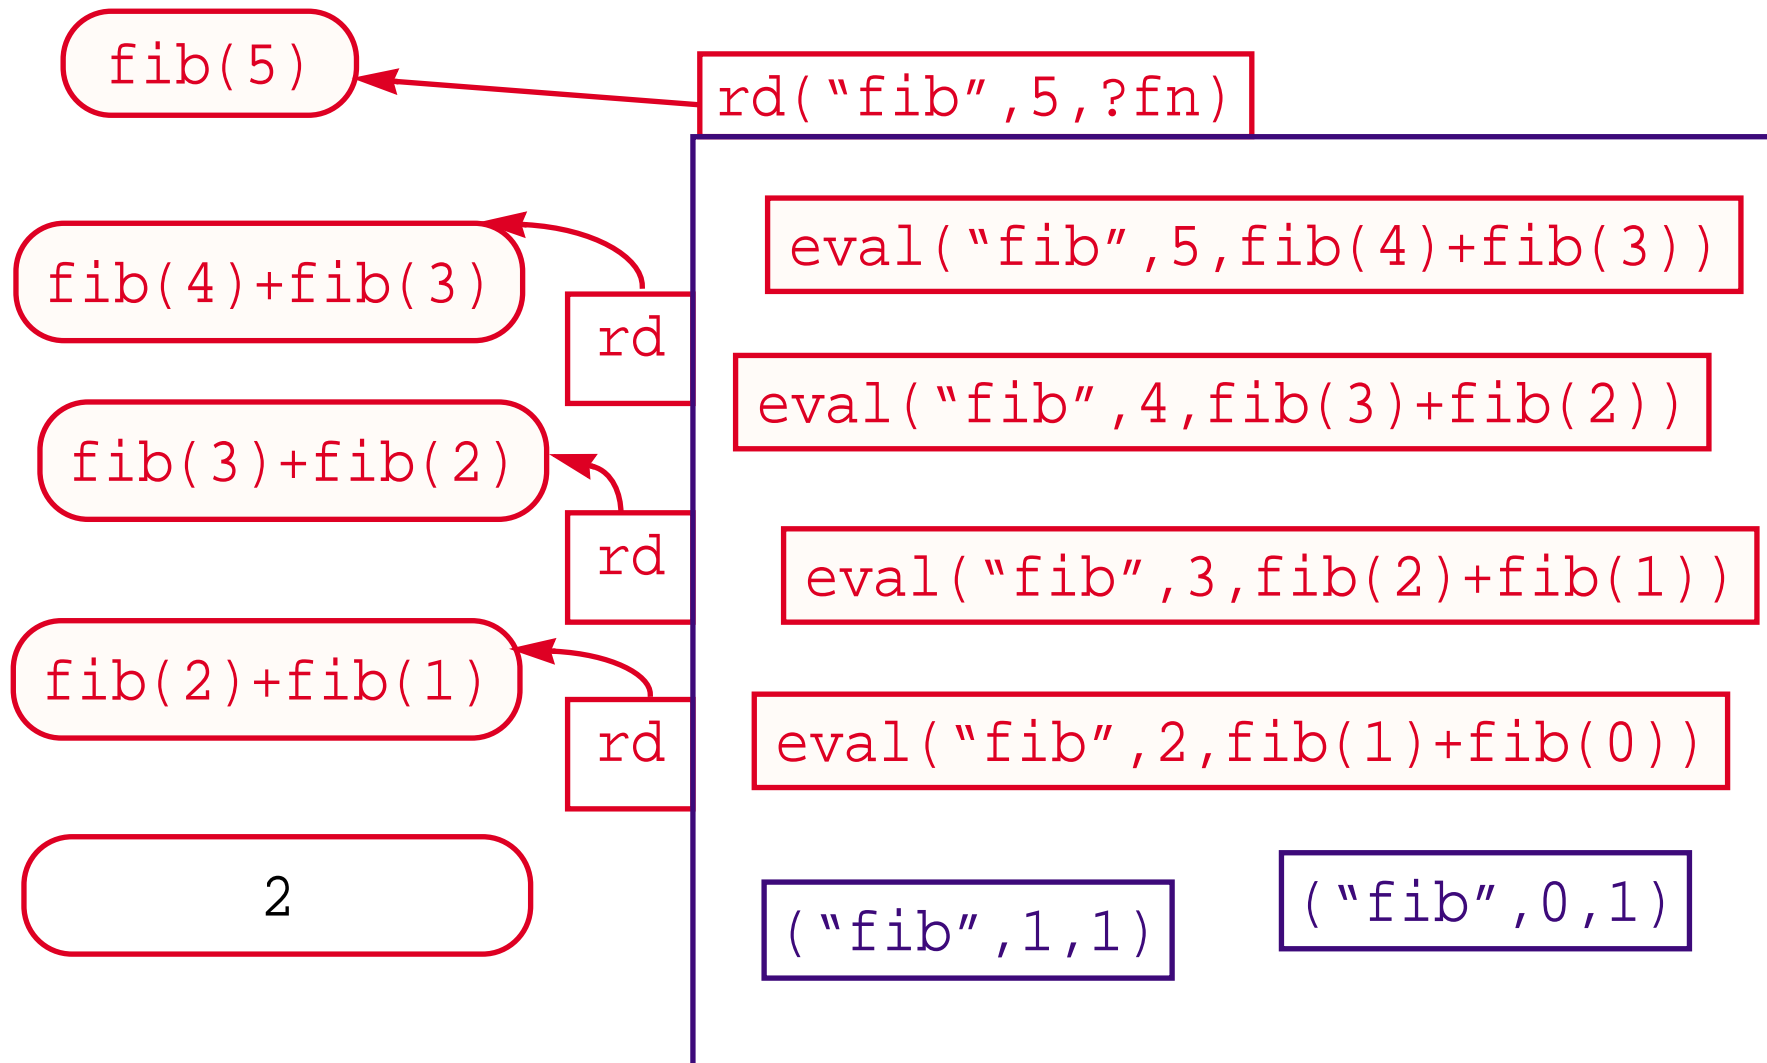 fib(5)
rd(“fib”,5,?fn)
eval(“fib”,5,fib(4)+fib(3))
fib(4)+fib(3)
rd
eval(“fib”,4,fib(3)+fib(2))
fib(3)+fib(2)
rd
eval(“fib”,3,fib(2)+fib(1))
fib(2)+fib(1)
rd
eval(“fib”,2,fib(1)+fib(0))
2
(“fib”,1,1)
(“fib”,0,1)